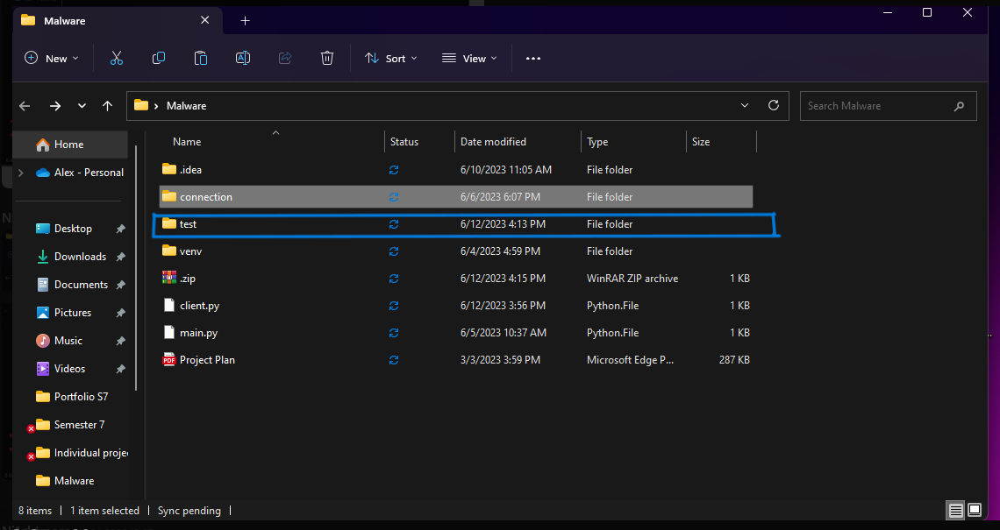 Malware
New Sort View
Malware Search Malware
Name Status Date modified Type Size
Home
Alex - Personal
Desktop
Downloads
Documents
Pictures
Music
Videos
Portfolio S7
Semester 7
Individual proje
Malware
.idea 6/10/2023 11:05 AM File folder
connection 6/6/2023 6:07 PM File folder
test 6/12/2023 4:13 PM File folder
venv 6/4/2023 4:59 PM File folder
.zip 6/12/2023 4:15 PM WinRAR ZIP archive 1 KB
client.py 6/12/2023 3:56 PM Python.File 1 KB
main.py 6/5/2023 10:37 AM Python.File 1 KB
PDF Project Plan 3/3/2023 3:59 PM Microsoft Edge P... 287 KB
8 items 1 item selected Sync pending